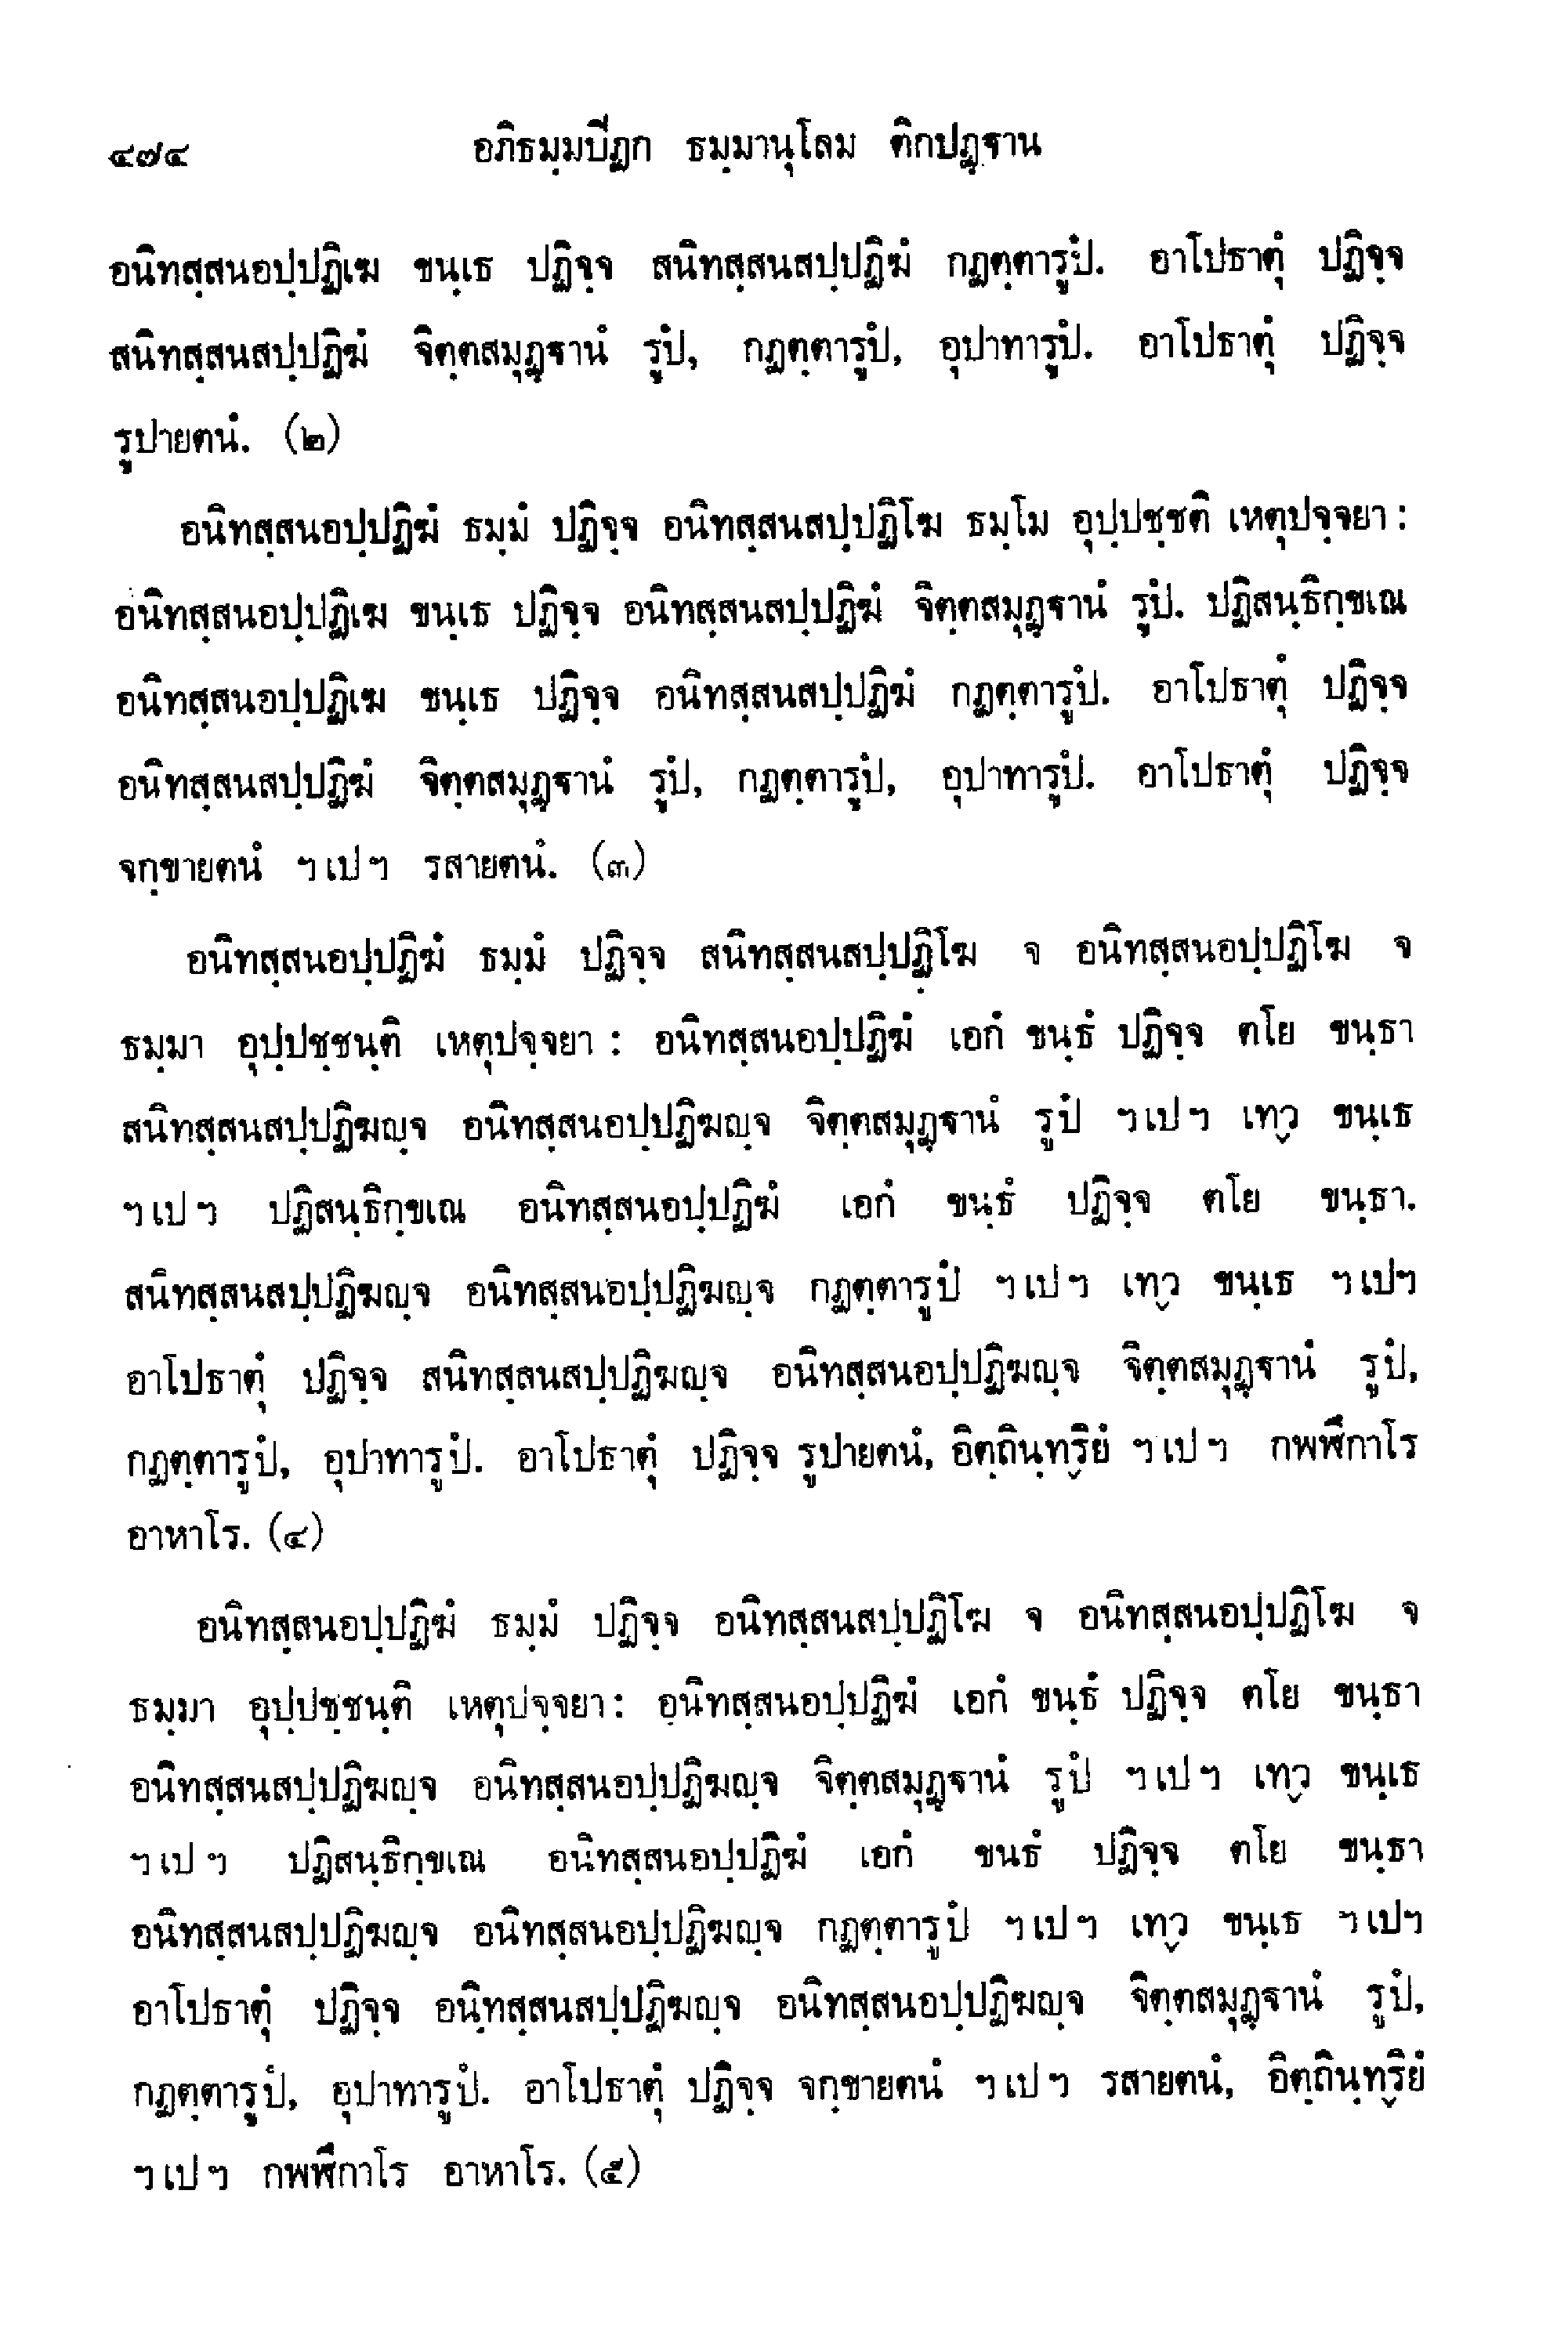 ๔๗๔ อภิธมฺมปีฏก ธมฺมานุโลม ติกปฏฺฐาน
อนิทสฺสนอปฺปฏิเฆ ขนฺเธ ปฏิจฺจ สนิทสฺสนสปฺปฏิฆํ กฏตฺตารูปํ. อาโปธาตุํ ปฏิจฺจ
สนิทสฺสนสปฺปฏิฆํ จิตฺตสมุฏฺฐานํ รูปํ, กฏตฺตารูปํ, อุปาทารูปํ. อาโปธาตุํ ปฏิจฺจ
รูปายตนํ. (๒)
อนิทสฺสนอปฺปฏิฆํ ธมฺมํ ปฏิจฺจ อนิทสฺสนสปฺปฏิโฆ ธมฺโม อุปฺปชฺชติ เหตุปจฺจยา :
อนิทสฺสนอปฺปฏิเฆ ขนฺเธ ปฏิจฺจ อนิทสฺสนสปฺปฏิฆํ จิตฺตสมุฏฺฐานํ รูปํ. ปฏิสนฺธิกฺขเณ
อนิทสฺสนอปฺปฏิเฆ ขนฺเธ ปฏิจฺจ อนิทสฺสนสปฺปฏิฆํ กฏตฺตารูปํ. อาโปธาตุํ ปฏิจฺจ
อนิทสฺสนสปฺปฏิฆํ จิตฺตสมุฏฺฐานํ รูปํ, กฏตฺตารูปํ, อุปาทารูปํ. อาโปธาตุํ ปฏิจฺจ
จกฺขายตนํ ฯ เป ฯ รสายตนํ. (๓)
อนิทสฺสนอปฺปฏิฆํ ธมฺมํ ปฏิจฺจ สนิทสฺสนสปฺปฏิโฆ จ อนิทสฺสนอปฺปฏิโฆ จ
ธมฺมา อุปฺปชฺชนฺติ เหตุปจฺจยา : อนิทสฺสนอปฺปฏิฆํ เอกํ ขนฺธํ ปฏิจฺจ ตโย ขนฺธา
สนิทสฺสนสปฺปฏิฆญฺจ อนิทสฺสนอปฺปฏิฆญฺจ จิตฺตสมุฏฺฐานํ รูปํ ฯ เป ฯ เทฺว ขนฺเธ
ฯ เป ฯ ปฏิสนฺธิกฺขเณ อนิทสฺสนอปฺปฏิฆํ เอกํ ขนฺธํ ปฏิจฺจ ตโย ขนฺธา.
สนิทสฺสนสปฺปฏิฆญฺจ อนิทสฺสนอปฺปฏิฆญฺจ กฏตฺตารูปํ ฯ เป ฯ เทฺว ขนฺเธ ฯ เป ฯ
อาโปธาตุํ ปฏิจฺจ สนิทสฺสนสปฺปฏิฆญฺจ อนิทสฺสนอปฺปฏิฆญฺจ จิตฺตสมุฏฺฐานํ รูปํ,
กฏตฺตารูปํ, อุปาทารูปํ. อาโปธาตุํ ปฏิจฺจ รูปายตนํ, อิตฺถินฺทฺริยํ ฯ เป ฯ กพฬีกาโร
อาหาโร. (๔)
อนิทสฺสนอปฺปฏิฆํ ธมฺมํ ปฏิจฺจ อนิทสฺสนสปฺปฏิโฆ จ อนิทสฺสนอปฺปฏิโฆ จ
ธมฺมา อุปฺปชฺชนฺติ เหตุปจฺจยา : อนิทสฺสนอปฺปฏิฆํ เอกํ ขนฺธํ ปฏิจฺจ ตโย ขนฺธา
อนิทสฺสนสปฺปฏิฆญฺจ อนิทสฺสนอปฺปฏิฆญฺจ จิตฺตสมุฏฺฐานํ รูปํ ฯ เป ฯ เทฺว ขนฺเธ
ฯ เป ฯ ปฏิสนฺธิกฺขเณ อนิทสฺสนอปฺปฏิฆํ เอกํ ขนธํ ปฏิจฺจ ตโย ขนฺธา
อนิทสฺสนสปฺปฏิฆญฺจ อนิทสฺสนอปฺปฏิฆญฺจ กฏตฺตารูปํ ฯ เป ฯ เทฺว ขนฺเธ ฯ เป ฯ
อาโปธาตุํ ปฏิจฺจ อนิทสฺสนสปฺปฏิฆญฺจ อนิทสฺสนอปฺปฏิฆญฺจ จิตฺตสมุฏฺฐานํ รูปํ,
กฏตฺตารูปํ, อุปาทารูปํ. อาโปธาตุํ ปฏิจฺจ จกฺขายตนํ ฯ เป ฯ รสายตนํ, อิตฺถินฺทฺริยํ
ฯ เป ฯ กพฬีกาโร อาหาโร. (๕)